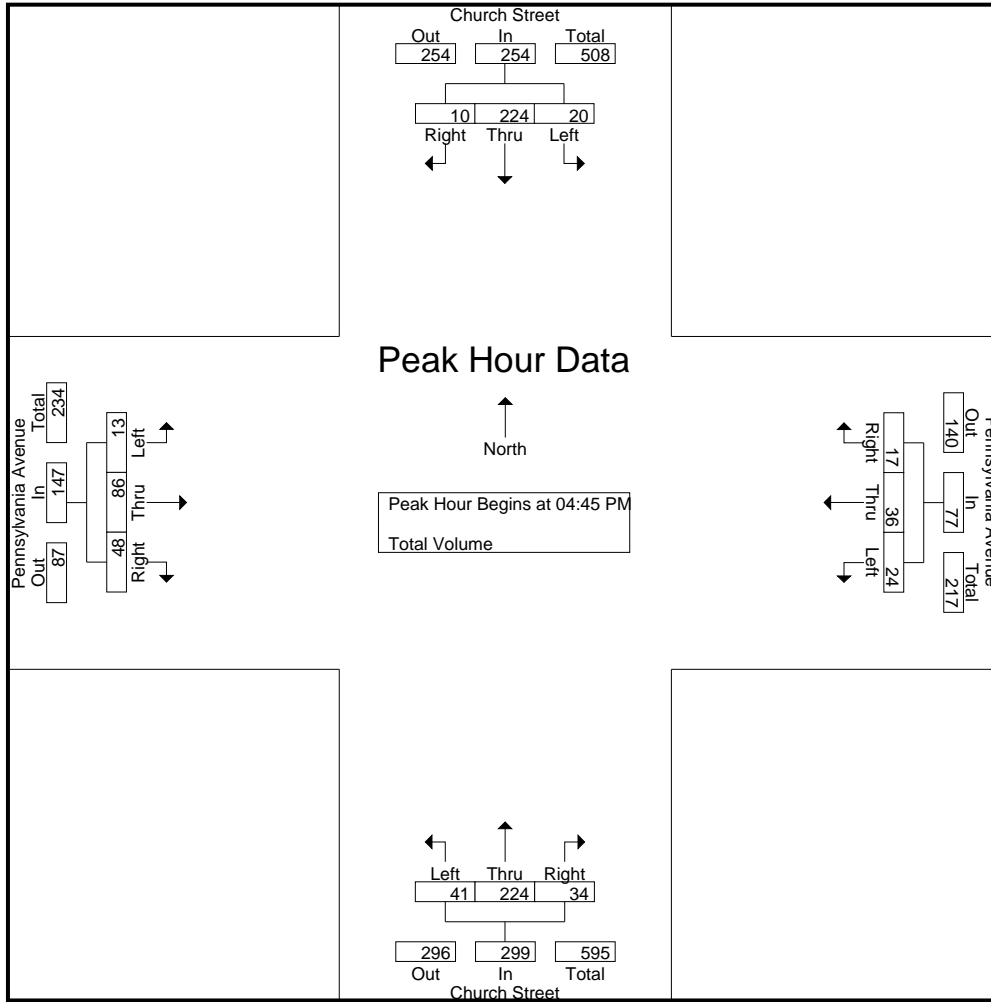 Church Street
Out In Total
254 254 508
10 224 20
Right Thru Left
Peak Hour Data
North
Peak Hour Begins at 04:45 PM
Total Volume
Pennsylvania Avenue
Out In Total
87 147 234
13 86 48
Left Thru Right
Pennsylvania Avenue
Out In Total
140 77 217
17 36 24
Right Thru Left
Left Thru Right
41 224 34
296 299 595
Out In Total
Church Street